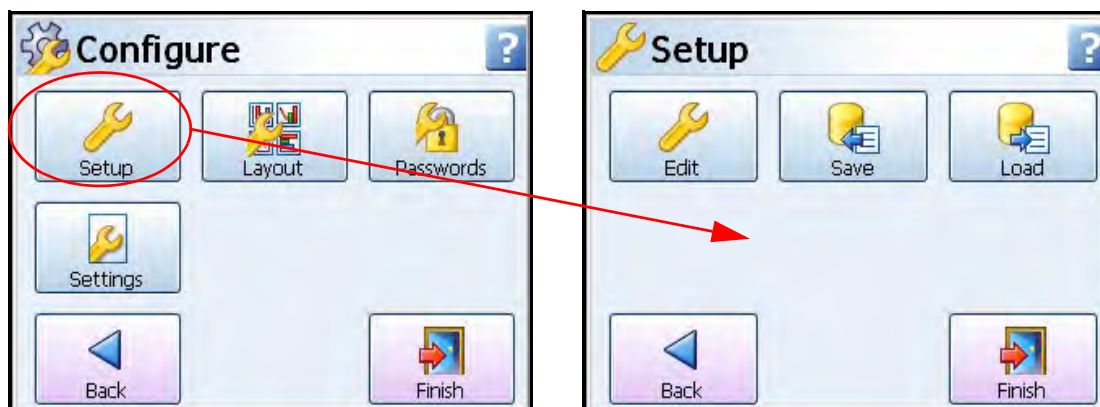 Configure
?
Setup
Layout
Passwords
Settings
Back
Finish
Setup
?
Edit
Save
Load
Back
Finish